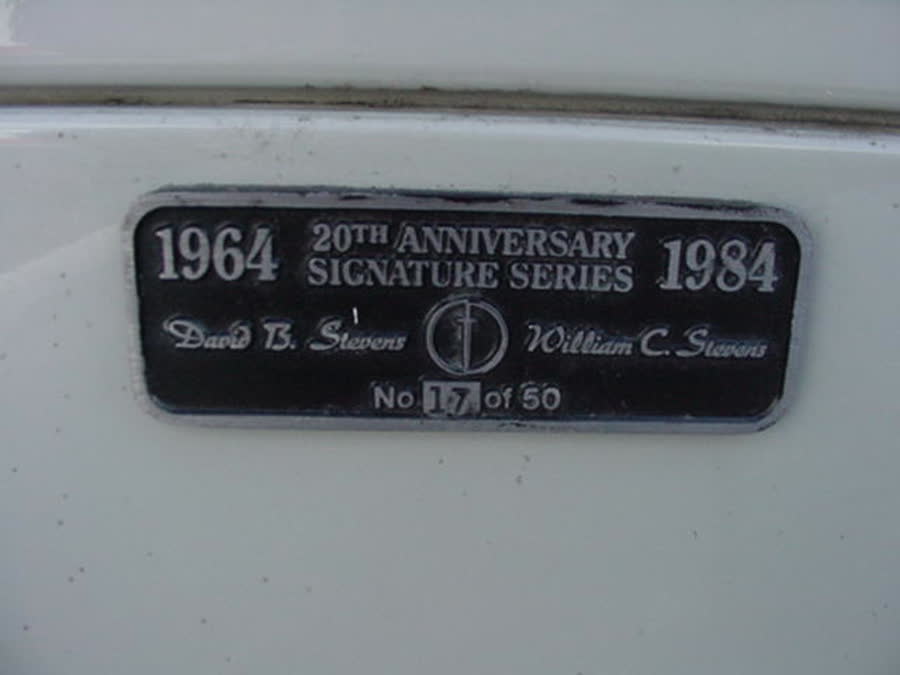 1964 20TH ANNIVERSARY 1984
SIGNATURE SERIES
David B. Stevens William C. Stevens
No 17 of 50